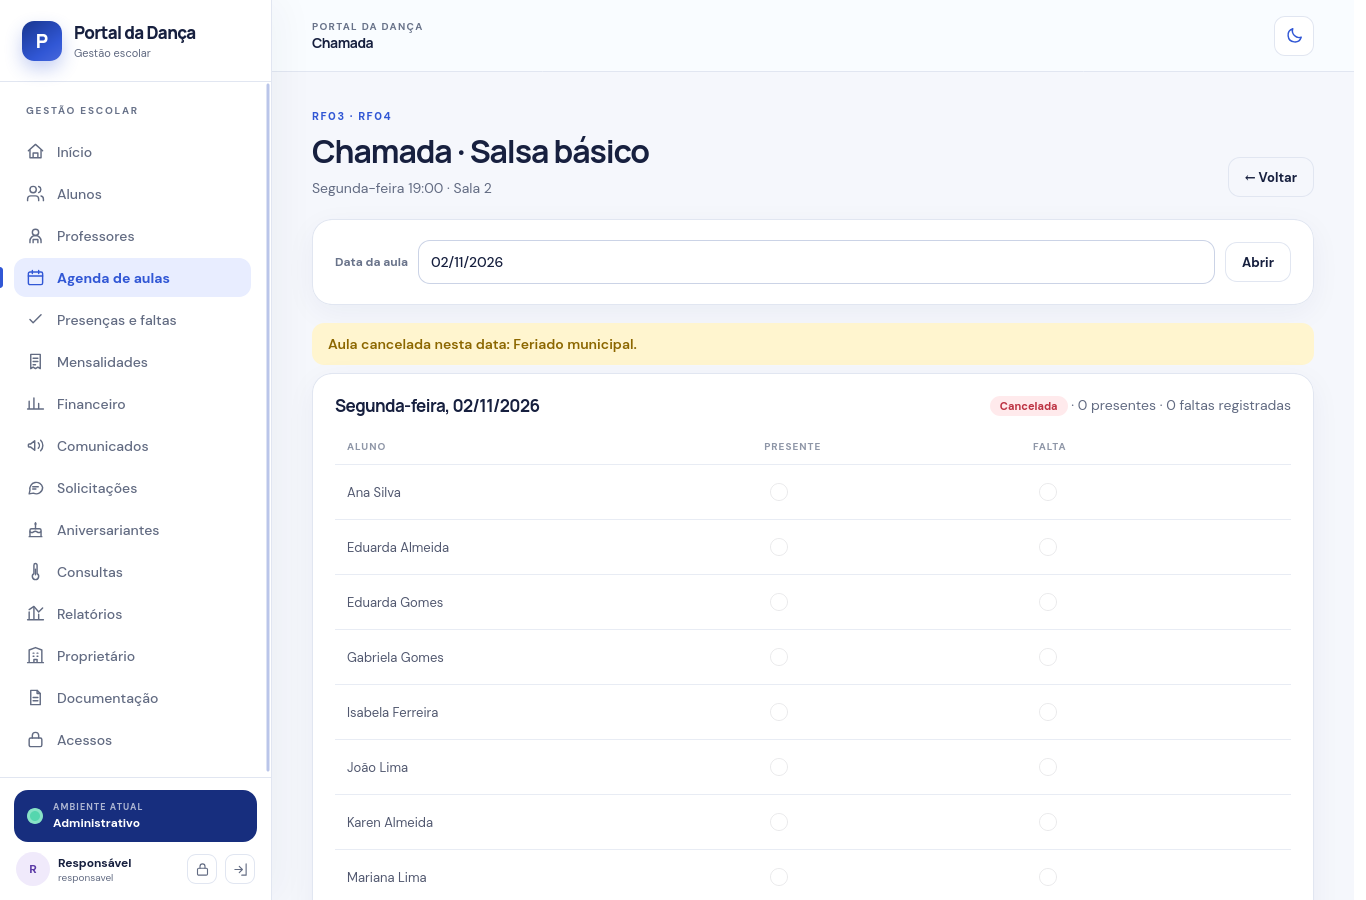 P
Portal da Dança
Gestão escolar
GESTÃO ESCOLAR
Início
Alunos
Professores
Agenda de aulas
Presenças e faltas
Mensalidades
Financeiro
Comunicados
Solicitações
Aniversariantes
Consultas
Relatórios
Proprietário
Documentação
Acessos
AMBIENTE ATUAL
Administrativo
R
Responsável
responsavel
PORTAL DA DANÇA
Chamada
RF03 · RF04
Chamada · Salsa básico
Segunda-feira 19:00 · Sala 2
← Voltar
Data da aula
02/11/2026
Abrir
Aula cancelada nesta data: Feriado municipal.
Segunda-feira, 02/11/2026
Cancelada · 0 presentes · 0 faltas registradas
ALUNO PRESENTE FALTA
Ana Silva
Eduarda Almeida
Eduarda Gomes
Gabriela Gomes
Isabela Ferreira
João Lima
Karen Almeida
Mariana Lima